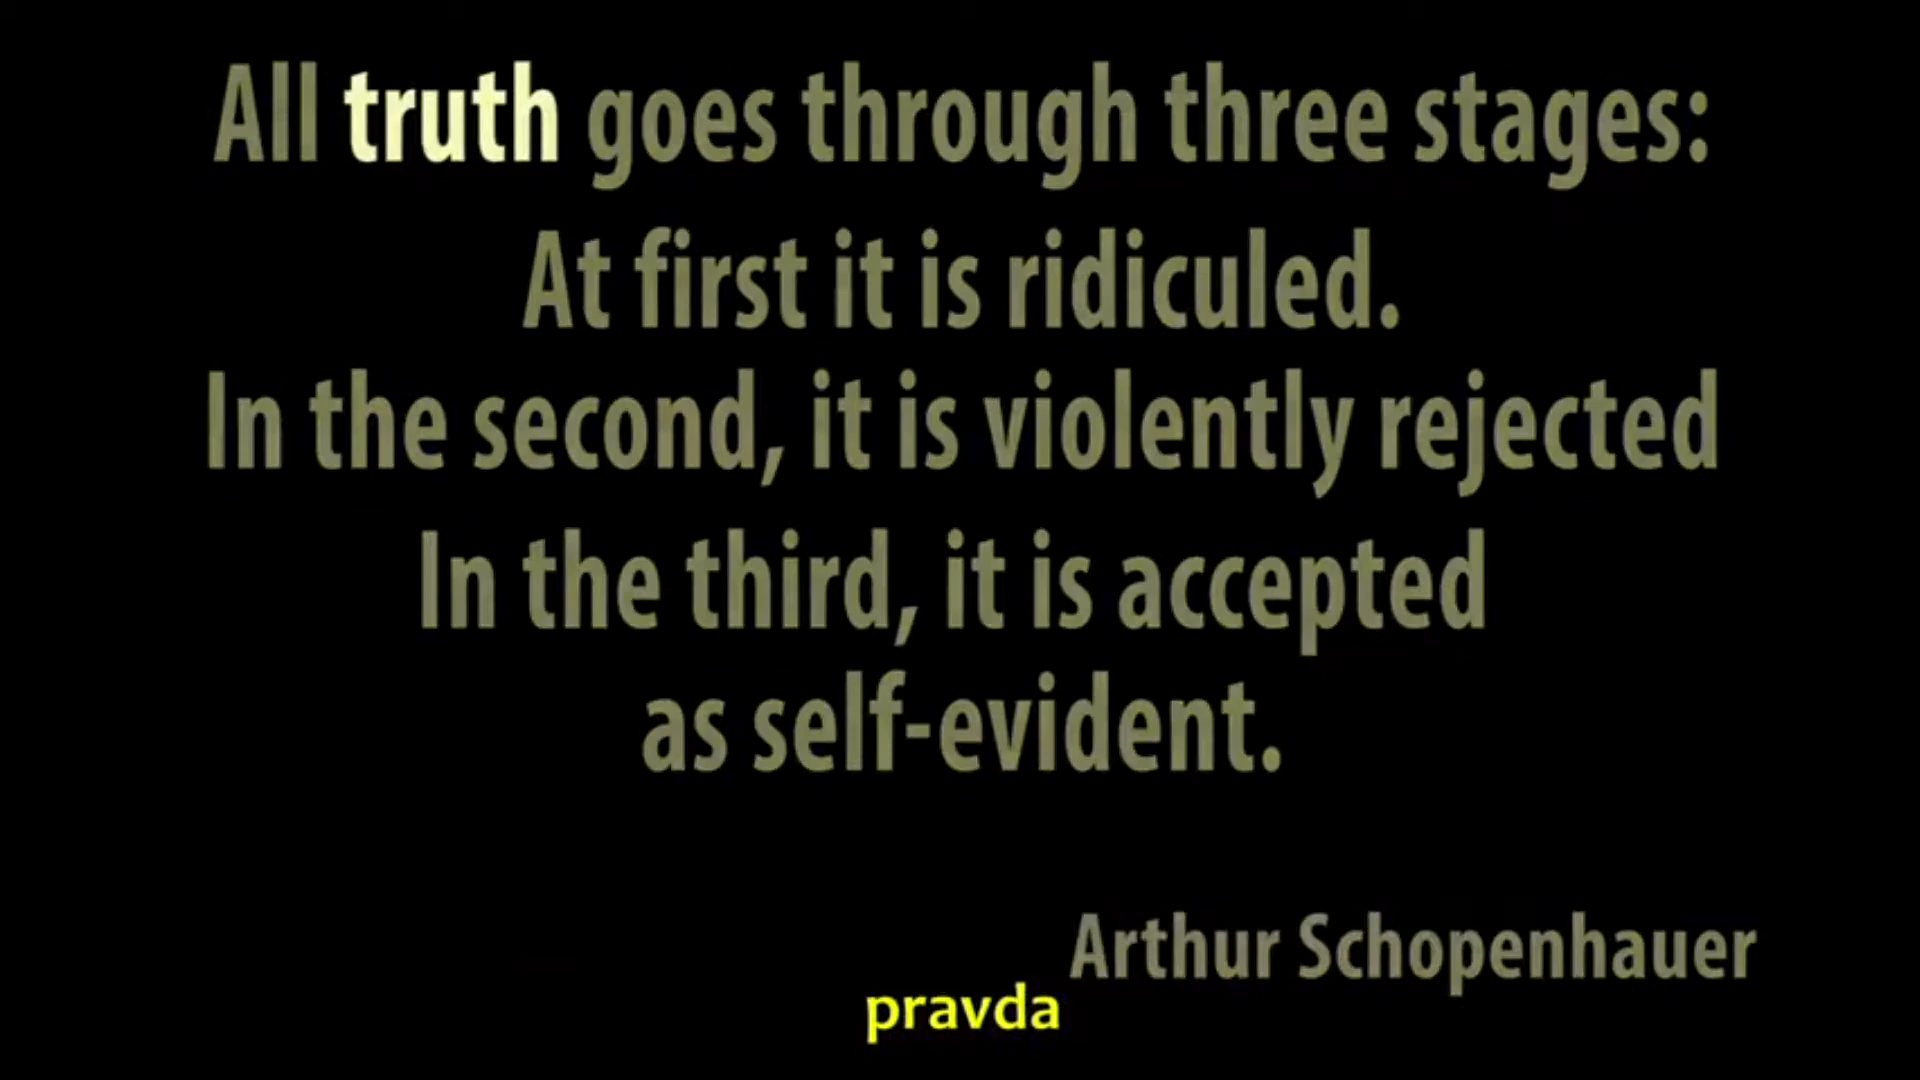 All truth goes through three stages:
At first it is ridiculed.
In the second, it is violently rejected
In the third, it is accepted
as self-evident.
Arthur Schopenhauer
pravda